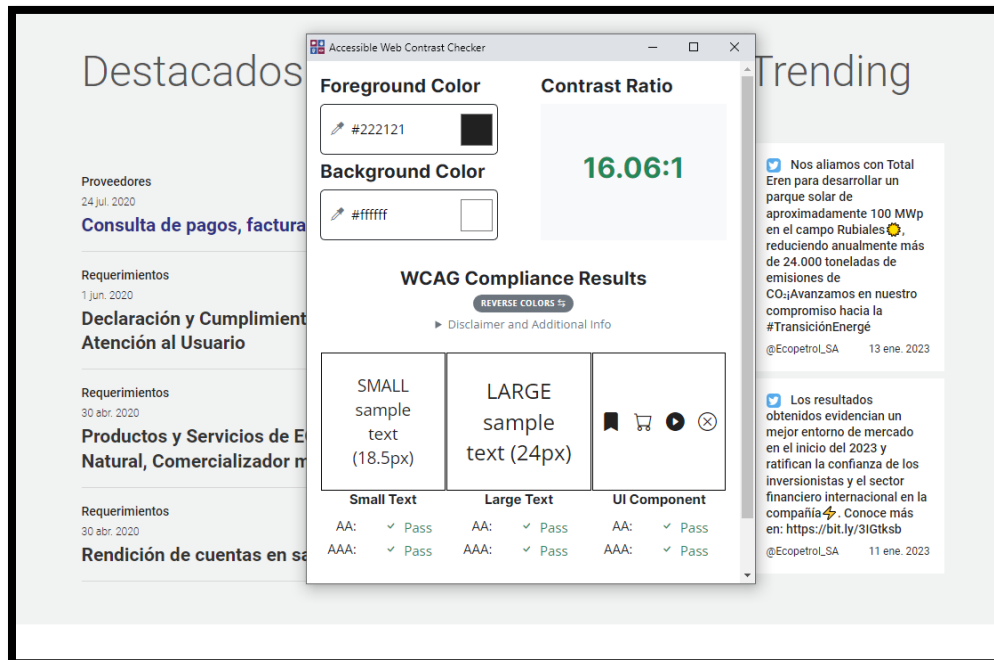 Destacados
Proveedores
24 jul. 2020
Consulta de pagos, factura
Requerimientos
1 jun. 2020
Declaración y Cumplimient
Atención al Usuario
Requerimientos
30 abr. 2020
Productos y Servicios de E
Natural, Comercializador m
Requerimientos
30 abr. 2020
Rendición de cuentas en sa
Accessible Web Contrast Checker
Foreground Color
#222121
Background Color
#ffffff
Contrast Ratio
16.06:1
WCAG Compliance Results
REVERSE COLORS ⇆
▶ Disclaimer and Additional Info
SMALL
sample
text
(18.5px)
LARGE
sample
text (24px)
Small Text
AA: ✓ Pass
AAA: ✓ Pass
Large Text
AA: ✓ Pass
AAA: ✓ Pass
UI Component
AA: ✓ Pass
AAA: ✓ Pass
Trending
Nos aliamos con Total
Eren para desarrollar un
parque solar de
aproximadamente 100 MWp
en el campo Rubiales🌞,
reduciendo anualmente más
de 24.000 toneladas de
emisiones de
CO₂¡Avanzamos en nuestro
compromiso hacia la
#TransiciónEnergé
@Ecopetrol_SA 13 ene. 2023
Los resultados
obtenidos evidencian un
mejor entorno de mercado
en el inicio del 2023 y
ratifican la confianza de los
inversionistas y el sector
financiero internacional en la
compañía⚡. Conoce más
en: https://bit.ly/3IGtksb
@Ecopetrol_SA 11 ene. 2023